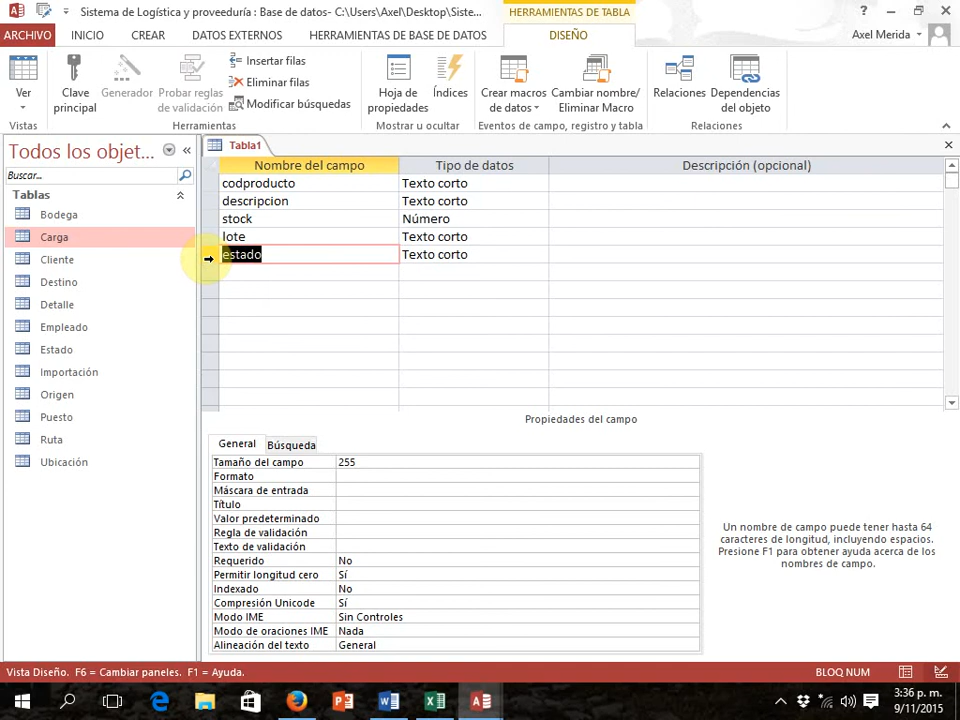 Sistema de Logística y proveeduría : Base de datos- C:\Users\Axel\Desktop\Siste...
HERRAMIENTAS DE TABLA
?
ARCHIVO
INICIO
CREAR
DATOS EXTERNOS
HERRAMIENTAS DE BASE DE DATOS
DISEÑO
Axel Merida
Ver
Clave principal
Generador
Probar reglas de validación
Insertar filas
Eliminar filas
Modificar búsquedas
Hoja de propiedades
Índices
Crear macros de datos
Cambiar nombre/ Eliminar Macro
Relaciones
Dependencias del objeto
Vistas
Herramientas
Mostrar u ocultar
Eventos de campo, registro y tabla
Relaciones
Todos los objet...
Buscar...
Tablas
Bodega
Carga
Cliente
Destino
Detalle
Empleado
Estado
Importación
Origen
Puesto
Ruta
Ubicación
Tabla1
Nombre del campo Tipo de datos Descripción (opcional)
codproducto Texto corto
descripcion Texto corto
stock Número
lote Texto corto
estado Texto corto
Propiedades del campo
General Búsqueda
Tamaño del campo 255
Formato
Máscara de entrada
Título
Valor predeterminado
Regla de validación
Texto de validación
Requerido No
Permitir longitud cero Sí
Indexado No
Compresión Unicode Sí
Modo IME Sin Controles
Modo de oraciones IME Nada
Alineación del texto General
Un nombre de campo puede tener hasta 64
caracteres de longitud, incluyendo espacios.
Presione F1 para obtener ayuda acerca de los
nombres de campo.
Vista Diseño. F6 = Cambiar paneles. F1 = Ayuda.
BLOQ NUM
3:36 p. m.
9/11/2015